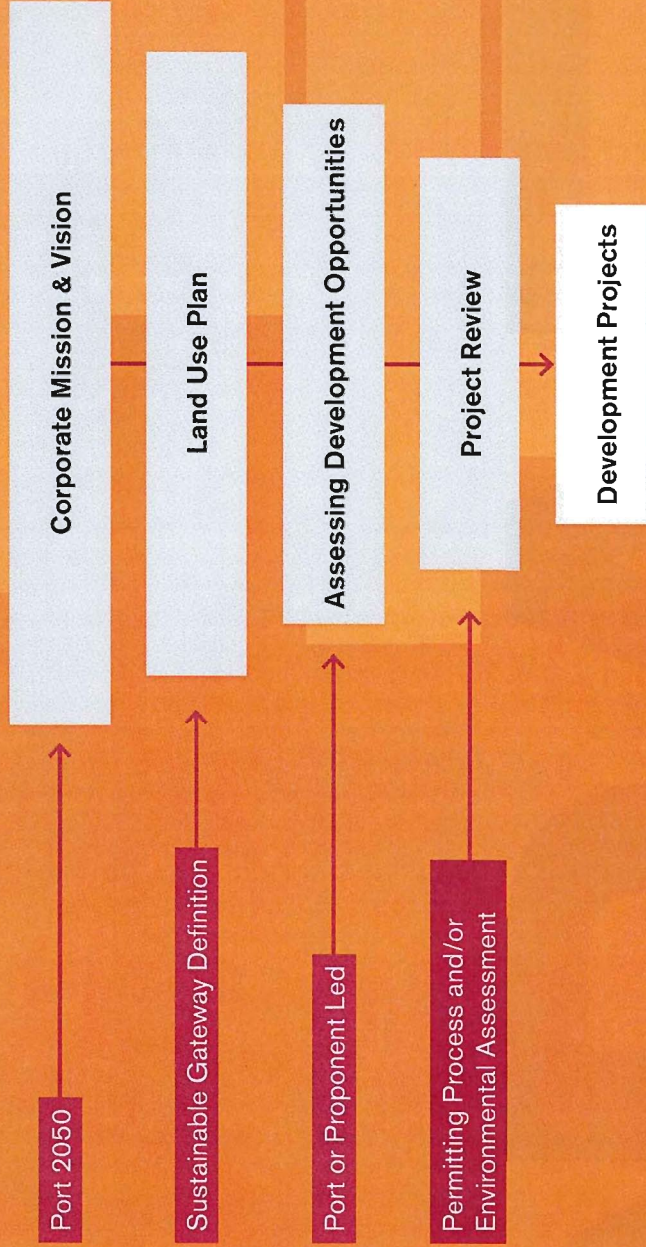 Port 2050
Corporate Mission & Vision
Sustainable Gateway Definition
Land Use Plan
Port or Proponent Led
Assessing Development Opportunities
Permitting Process and/or
Environmental Assessment
Project Review
Development Projects